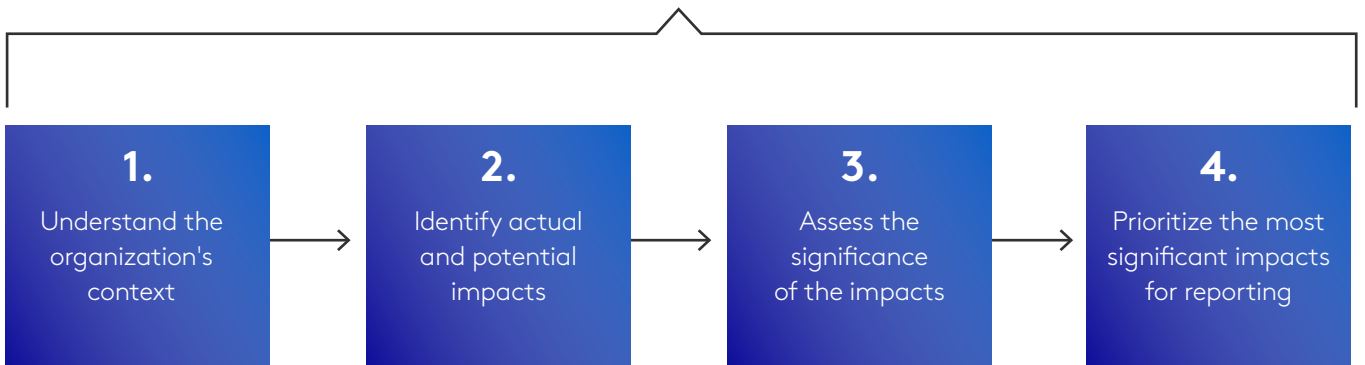 1.
Understand the
organization's
context
2.
Identify actual
and potential
impacts
3.
Assess the
significance
of the impacts
4.
Prioritize the most
significant impacts
for reporting